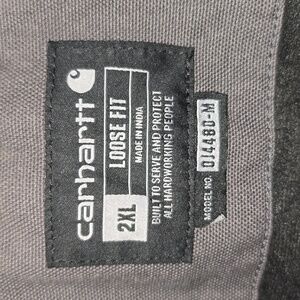 carhartt
2XL
LOOSE FIT
MADE IN INDIA
BUILT TO SERVE AND PROTECT
ALL HARDWORKING PEOPLE
MODEL NO. OJ4480-M